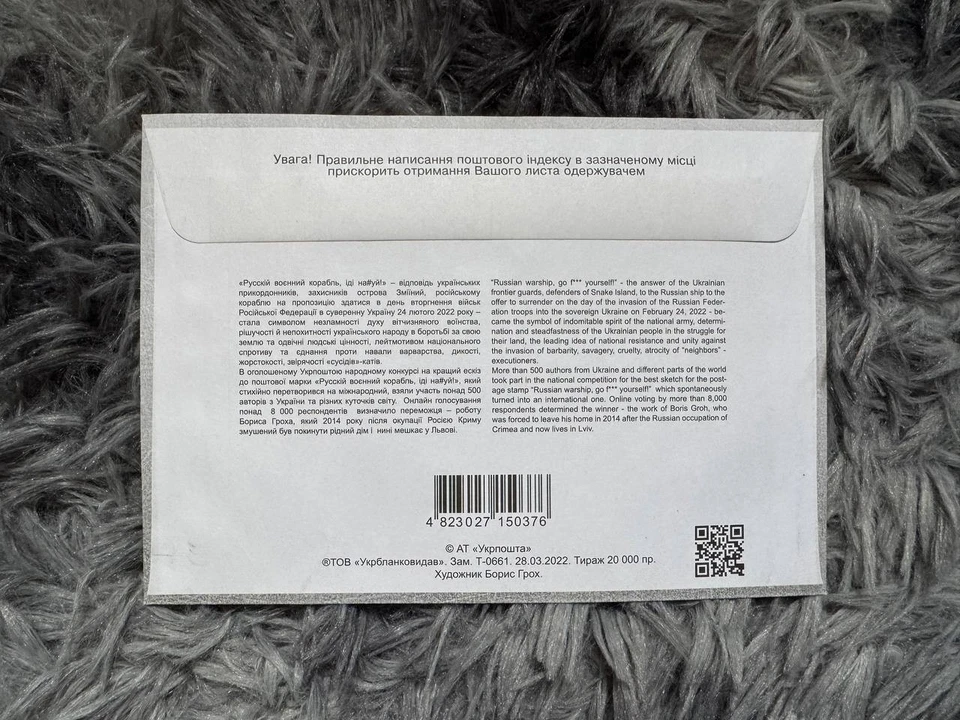 Увага! Правильне написання поштового індексу в зазначеному місці
прискорить отримання Вашого листа одержувачем
«Русскій воєнний корабль, іді на#уй!» – відповідь українських
прикордонників, захисників острова Зміїний, російському
кораблю на пропозицію здатися в день вторгнення військ
Російської Федерації в суверенну Україну 24 лютого 2022 року –
стала символом незламності духу вітчизняного воїнства,
рішучості й непохитності українського народу в боротьбі за свою
землю та одвічні людські цінності, лейтмотивом національного
спротиву та єднання проти навали варварства, дикості,
жорстокості, звірячості «сусідів»-катів.
В оголошеному Укрпоштою народному конкурсі на кращий ескіз
до поштової марки «Русскій воєнний корабль, іді на#уй!», який
стихійно перетворився на міжнародний, взяли участь понад 500
авторів з України та різних куточків світу. Онлайн голосування
понад 8 000 респондентів визначило переможця – роботу
Бориса Гроха, який 2014 року після окупації Росією Криму
змушений був покинути рідний дім і нині мешкає у Львові.
"Russian warship, go f*** yourself!" - the answer of the Ukrainian
frontier guards, defenders of Snake Island, to the Russian ship to the
offer to surrender on the day of the invasion of the Russian Feder-
ation troops into the sovereign Ukraine on February 24, 2022 - be-
came the symbol of indomitable spirit of the national army, determi-
nation and steadfastness of the Ukrainian people in the struggle for
their land, the leading idea of national resistance and unity against
the invasion of barbarity, savagery, cruelty, atrocity of "neighbors" -
executioners.
More than 500 authors from Ukraine and different parts of the world
took part in the national competition for the best sketch for the post-
age stamp "Russian warship, go f*** yourself!" which spontaneously
turned into an international one. Online voting by more than 8,000
respondents determined the winner - the work of Boris Groh, who
was forced to leave his home in 2014 after the Russian occupation of
Crimea and now lives in Lviv.
4 823027 150376
© АТ «Укрпошта»
®ТОВ «Укрбланковидав». Зам. Т-0661. 28.03.2022. Тираж 20 000 пр.
Художник Борис Грох.